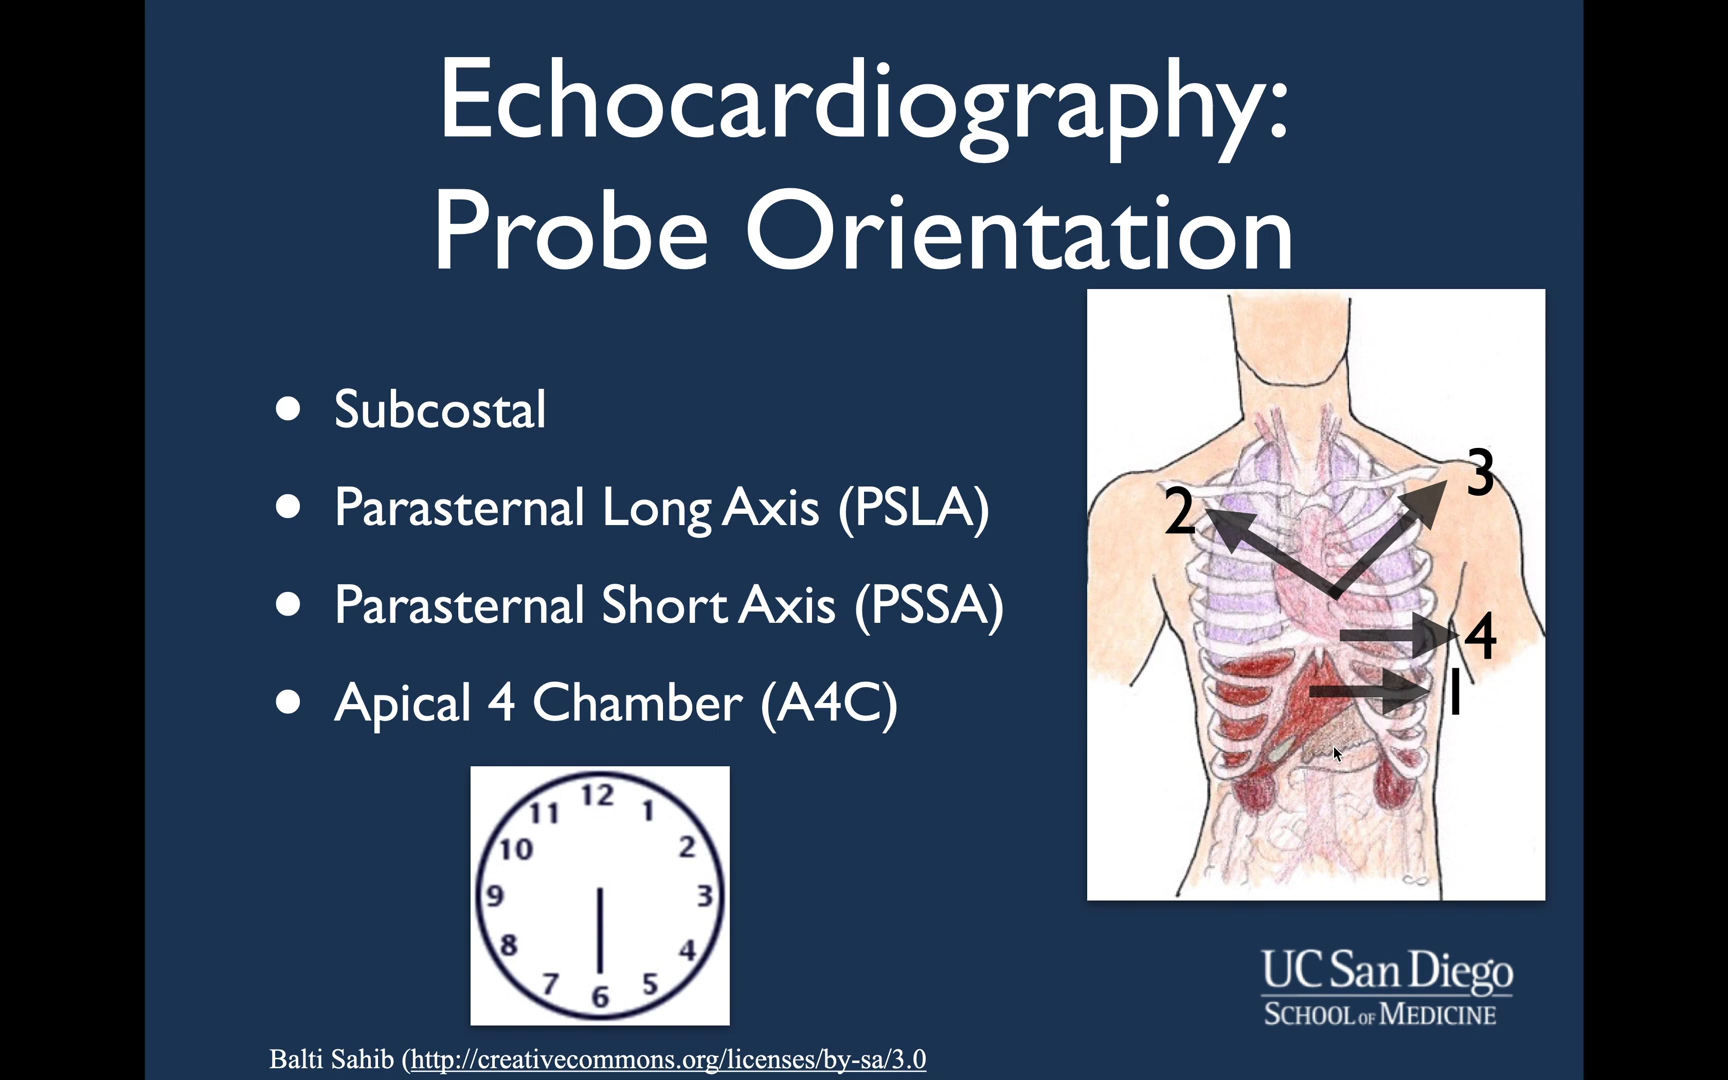 Echocardiography:
Probe Orientation
• Subcostal
• Parasternal Long Axis (PSLA)
• Parasternal Short Axis (PSSA)
• Apical 4 Chamber (A4C)
2
3
4
1
12
11
1
10
2
9
3
8
4
7
5
6
UC San Diego
SCHOOL OF MEDICINE
Balti Sahib (http://creativecommons.org/licenses/by-sa/3.0